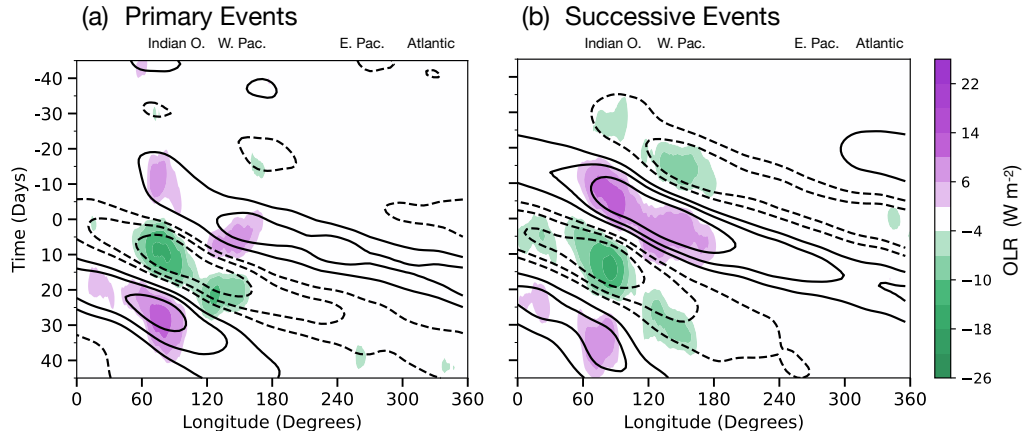 (a) Primary Events
(b) Successive Events
Indian O. W. Pac. E. Pac. Atlantic
Indian O. W. Pac. E. Pac. Atlantic
-40
-30
-20
-10
0
10
20
30
40
Time (Days)
0 60 120 180 240 300 360
Longitude (Degrees)
0 60 120 180 240 300 360
Longitude (Degrees)
22
14
6
−4
−10
−18
−26
OLR (W m−2)